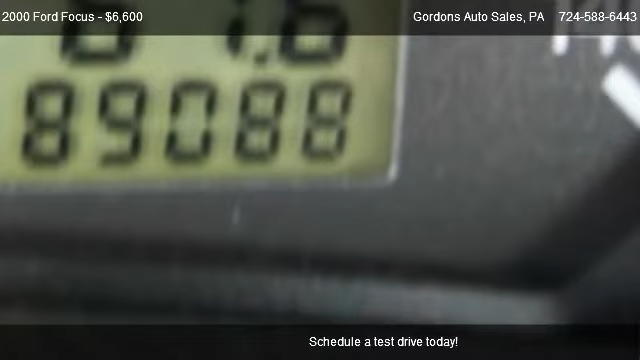 2000 Ford Focus - $6,600
Gordons Auto Sales, PA 724-588-6443
89088
Schedule a test drive today!